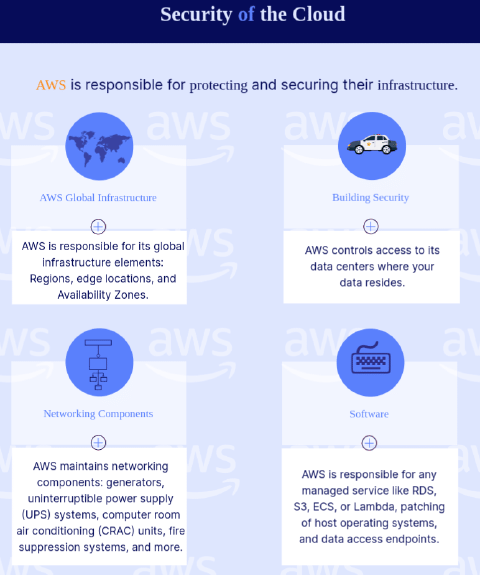 Security of the Cloud
AWS is responsible for protecting and securing their infrastructure.
AWS Global Infrastructure
AWS is responsible for its global
infrastructure elements:
Regions, edge locations, and
Availability Zones.
Building Security
AWS controls access to its
data centers where your
data resides.
Networking Components
AWS maintains networking
components: generators,
uninterruptible power supply
(UPS) systems, computer room
air conditioning (CRAC) units, fire
suppression systems, and more.
Software
AWS is responsible for any
managed service like RDS,
S3, ECS, or Lambda, patching
of host operating systems,
and data access endpoints.